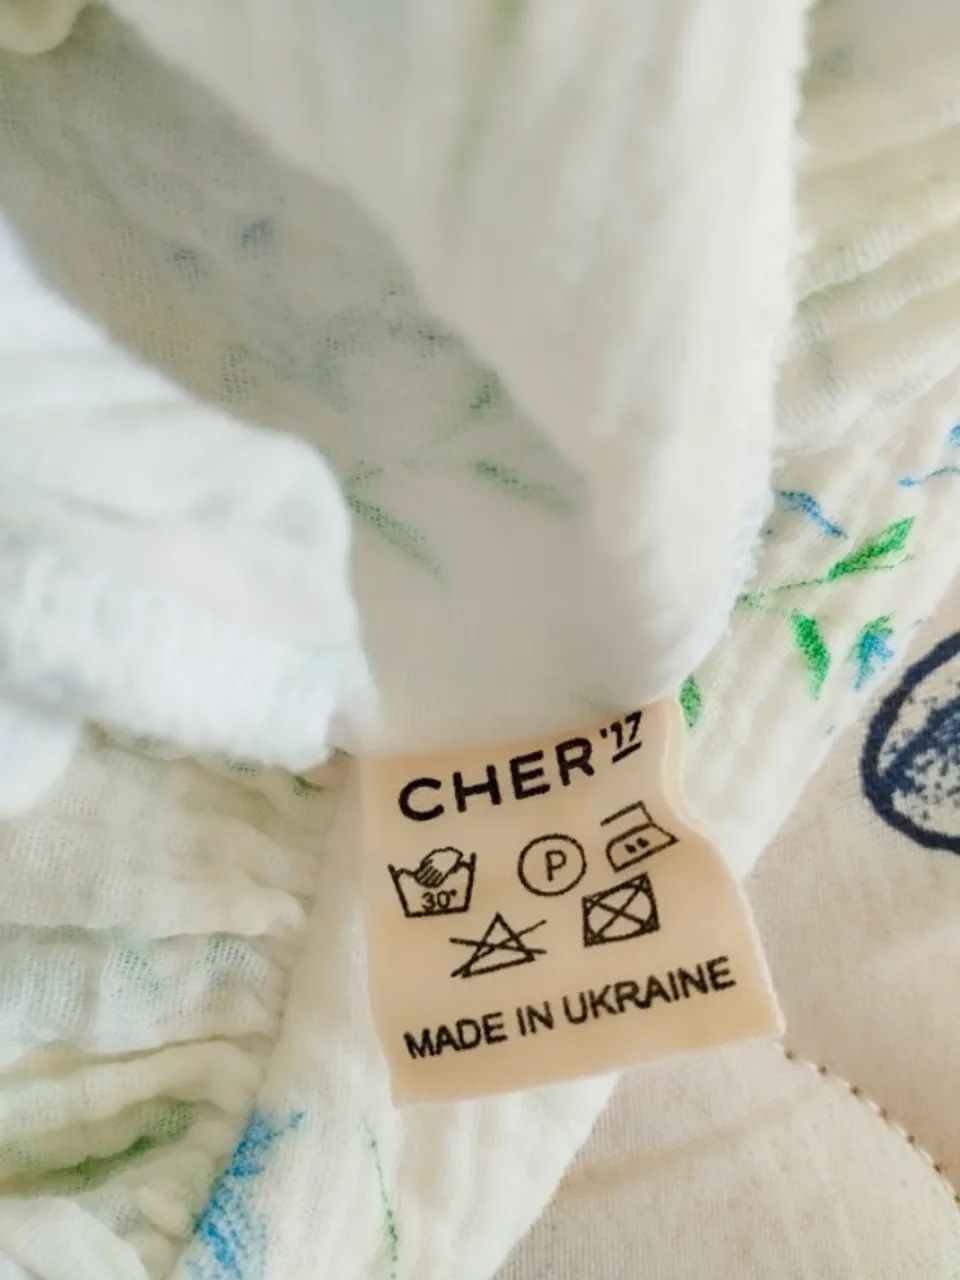 CHER'17
30°
P
MADE IN UKRAINE